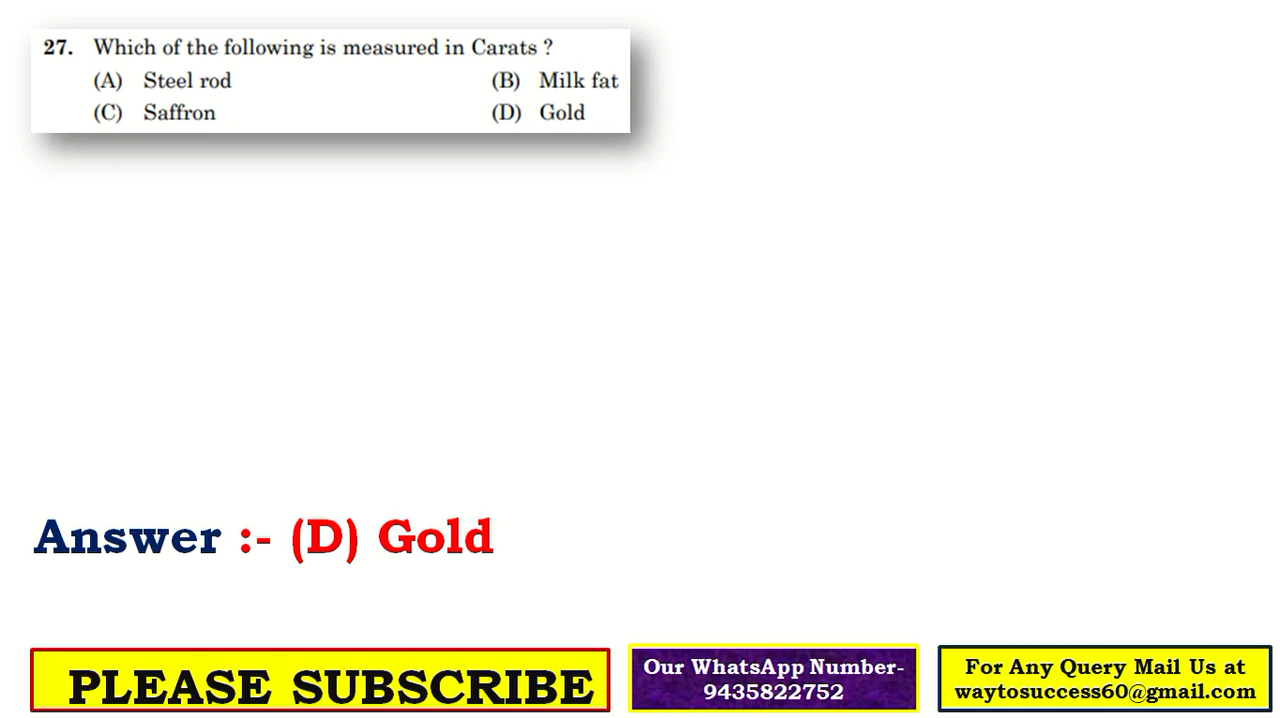 27. Which of the following is measured in Carats ?
(A) Steel rod (B) Milk fat
(C) Saffron (D) Gold
Answer :- (D) Gold
PLEASE SUBSCRIBE
Our WhatsApp Number-
9435822752
For Any Query Mail Us at
waytosuccess60@gmail.com